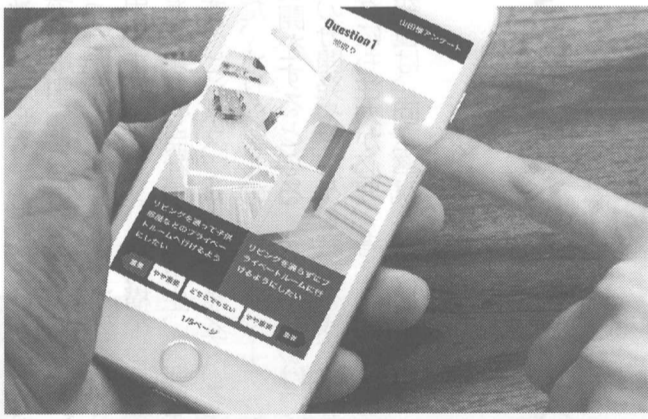 山田様アンケート
Question1
間取り
リビングを通って子供
部屋などのプライベー
トルームへ行けるよう
にしたい
リビングを通らずにプ
ライベートルームに行
けるようにしたい
重要
やや重要
どちらでもない
やや重要
重要
1/5ページ